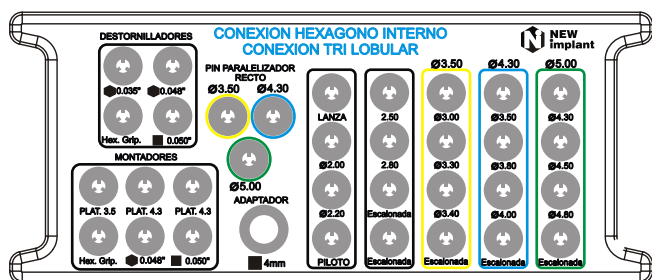 CONEXION HEXAGONO INTERNO
CONEXION TRI LOBULAR
NEW
implant
DESTORNILLADORES
0.035" 0.048"
Hex. Grip. 0.050"
MONTADORES
PLAT. 3.5 PLAT. 4.3 PLAT. 4.3
Hex. Grip. 0.048" 0.050"
PIN PARALELIZADOR
RECTO
Ø3.50 Ø4.30
Ø5.00
ADAPTADOR
4mm
LANZA
Ø2.00
Ø2.20
PILOTO
2.50
2.80
Escalonada
Escalonada
Ø3.50
Ø3.00
Ø3.30
Ø3.40
Escalonada
Ø4.30
Ø3.50
Ø3.80
Ø4.00
Escalonada
Ø5.00
Ø4.30
Ø4.50
Ø4.80
Escalonada